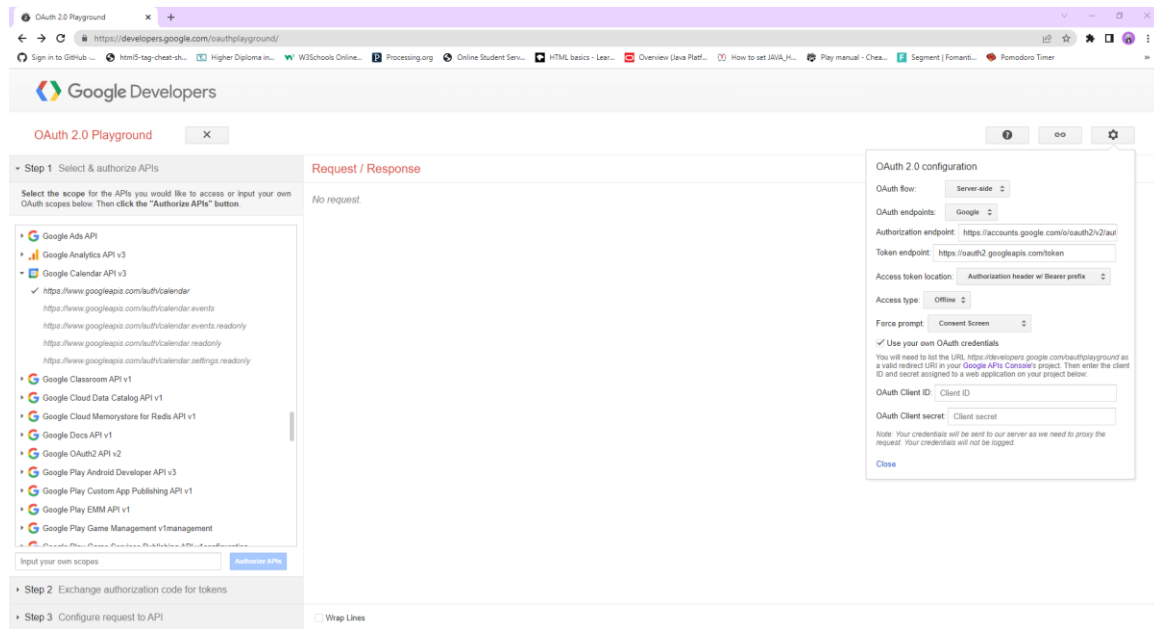 OAuth 2.0 Playground
https://developers.google.com/oauthplayground/
Sign in to GitHub ·... html5-tag-cheat-sh... Higher Diploma in... W3Schools Online... Processing.org Online Student Serv... HTML basics - Lear... Overview (Java Platf... How to set JAVA_H... Play manual - Chea... Segment | Fomanti... Pomodoro Timer »
Google Developers
OAuth 2.0 Playground
Step 1 Select & authorize APIs
Select the scope for the APIs you would like to access or input your own
OAuth scopes below. Then click the "Authorize APIs" button.
Google Ads API
Google Analytics API v3
Google Calendar API v3
https://www.googleapis.com/auth/calendar
https://www.googleapis.com/auth/calendar.events
https://www.googleapis.com/auth/calendar.events.readonly
https://www.googleapis.com/auth/calendar.readonly
https://www.googleapis.com/auth/calendar.settings.readonly
Google Classroom API v1
Google Cloud Data Catalog API v1
Google Cloud Memorystore for Redis API v1
Google Docs API v1
Google OAuth2 API v2
Google Play Android Developer API v3
Google Play Custom App Publishing API v1
Google Play EMM API v1
Google Play Game Management v1management
Input your own scopes
Authorize APIs
Step 2 Exchange authorization code for tokens
Step 3 Configure request to API
Request / Response
No request.
Wrap Lines
OAuth 2.0 configuration
OAuth flow: Server-side
OAuth endpoints: Google
Authorization endpoint: https://accounts.google.com/o/oauth2/v2/aut
Token endpoint: https://oauth2.googleapis.com/token
Access token location: Authorization header w/ Bearer prefix
Access type: Offline
Force prompt: Consent Screen
Use your own OAuth credentials
You will need to list the URL https://developers.google.com/oauthplayground as
a valid redirect URI in your Google APIs Console's project. Then enter the client
ID and secret assigned to a web application on your project below:
OAuth Client ID: Client ID
OAuth Client secret: Client secret
Note: Your credentials will be sent to our server as we need to proxy the
request. Your credentials will not be logged.
Close